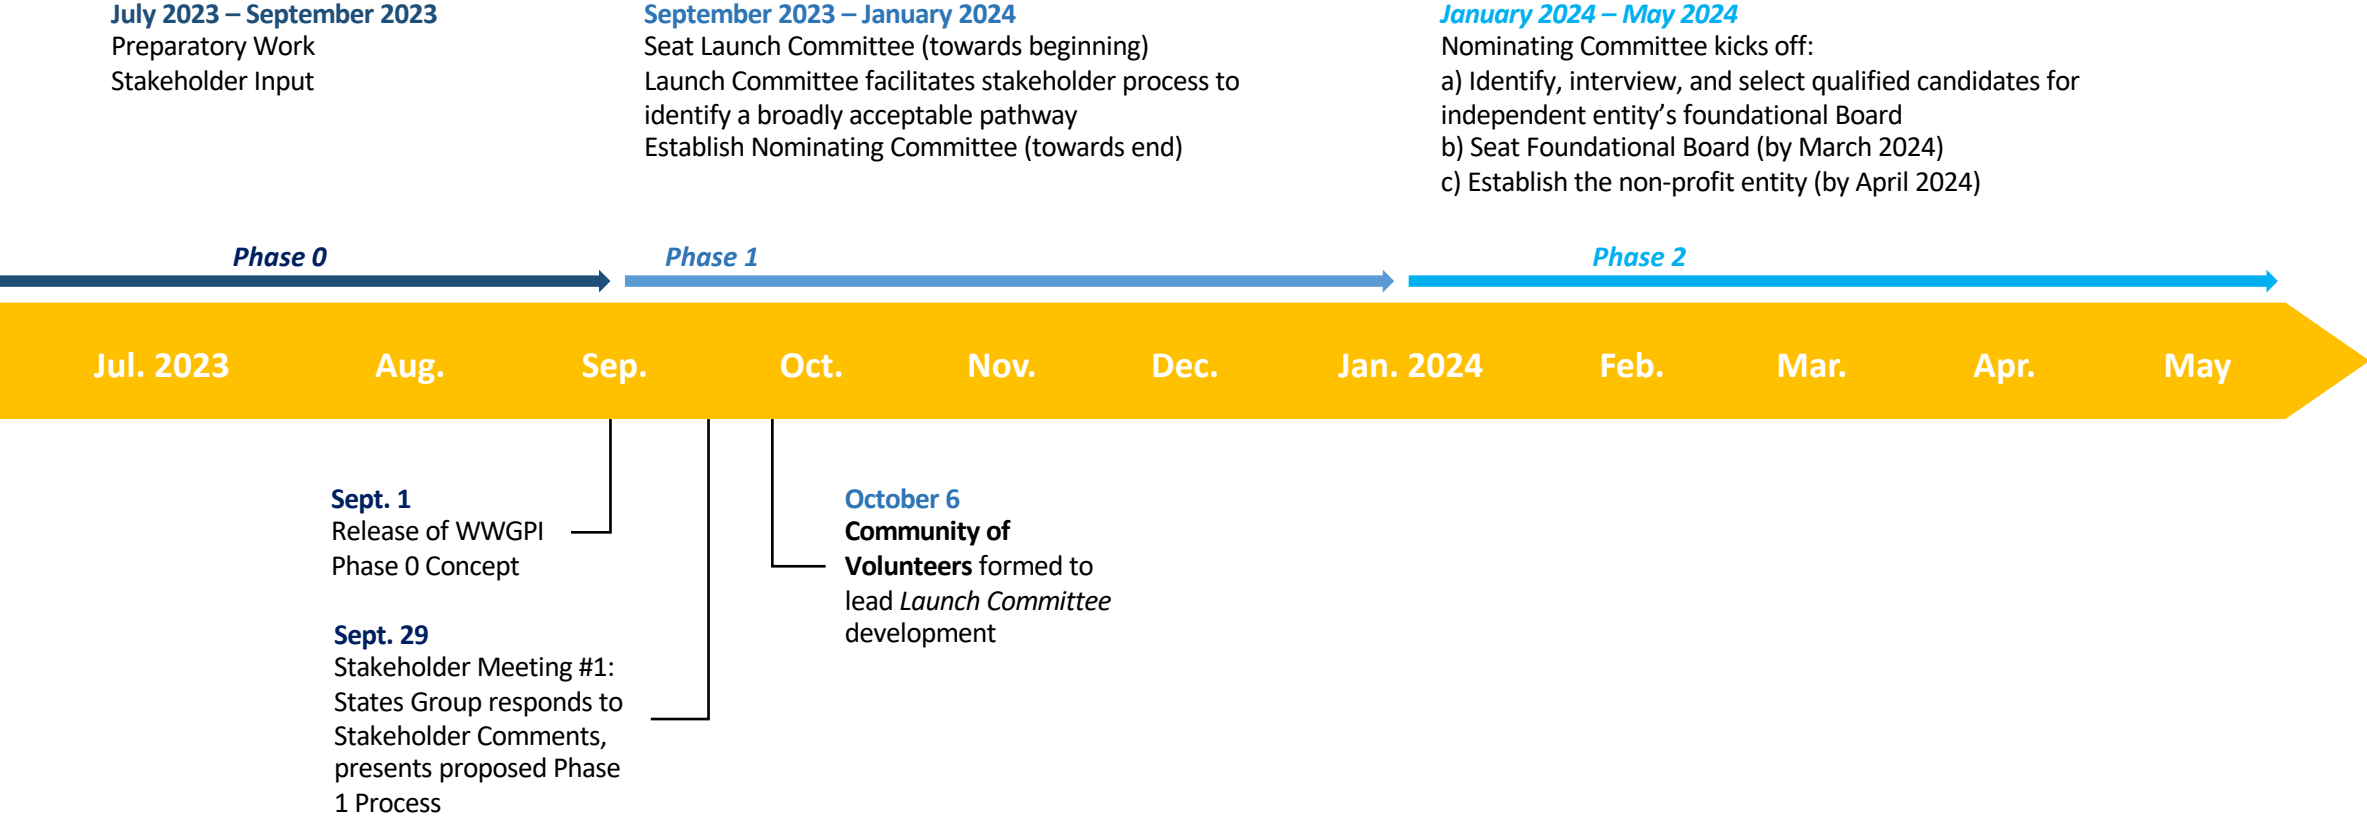 July 2023 – September 2023
Preparatory Work
Stakeholder Input
September 2023 – January 2024
Seat Launch Committee (towards beginning)
Launch Committee facilitates stakeholder process to
identify a broadly acceptable pathway
Establish Nominating Committee (towards end)
January 2024 – May 2024
Nominating Committee kicks off:
a) Identify, interview, and select qualified candidates for
independent entity’s foundational Board
b) Seat Foundational Board (by March 2024)
c) Establish the non-profit entity (by April 2024)
Phase 0
Phase 1
Phase 2
Jul. 2023
Aug.
Sep.
Oct.
Nov.
Dec.
Jan. 2024
Feb.
Mar.
Apr.
May
Sept. 1
Release of WWGPI
Phase 0 Concept
Sept. 29
Stakeholder Meeting #1:
States Group responds to
Stakeholder Comments,
presents proposed Phase
1 Process
October 6
Community of
Volunteers formed to
lead Launch Committee
development